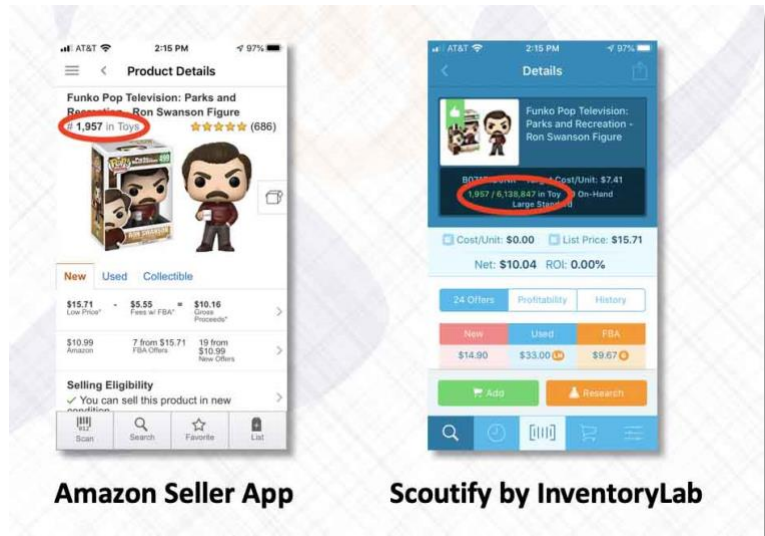 AT&T 2:15 PM 97%
Product Details
Funko Pop Television: Parks and
Recreation - Ron Swanson Figure
# 1,957 in Toys (686)
New Used Collectible
$15.71 - $5.55 = $10.16
Low Price* Fees w/ FBA* Gross
Proceeds*
$10.99 7 from $15.71 19 from
Amazon FBA Offers $10.99
New Offers
Selling Eligibility
✓ You can sell this product in new
condition
Scan Search Favorite List
Amazon Seller App
AT&T 2:15 PM 97%
Details
Funko Pop Television:
Parks and Recreation -
Ron Swanson Figure
Cost/Unit: $7.41
1,957 / 6,138,847 in Toy On-Hand
Large Standard
Cost/Unit: $0.00 List Price: $15.71
Net: $10.04 ROI: 0.00%
24 Offers Profitability History
New Used FBA
$14.90 $33.00 LN $9.67 G
Add Research
Scoutify by InventoryLab